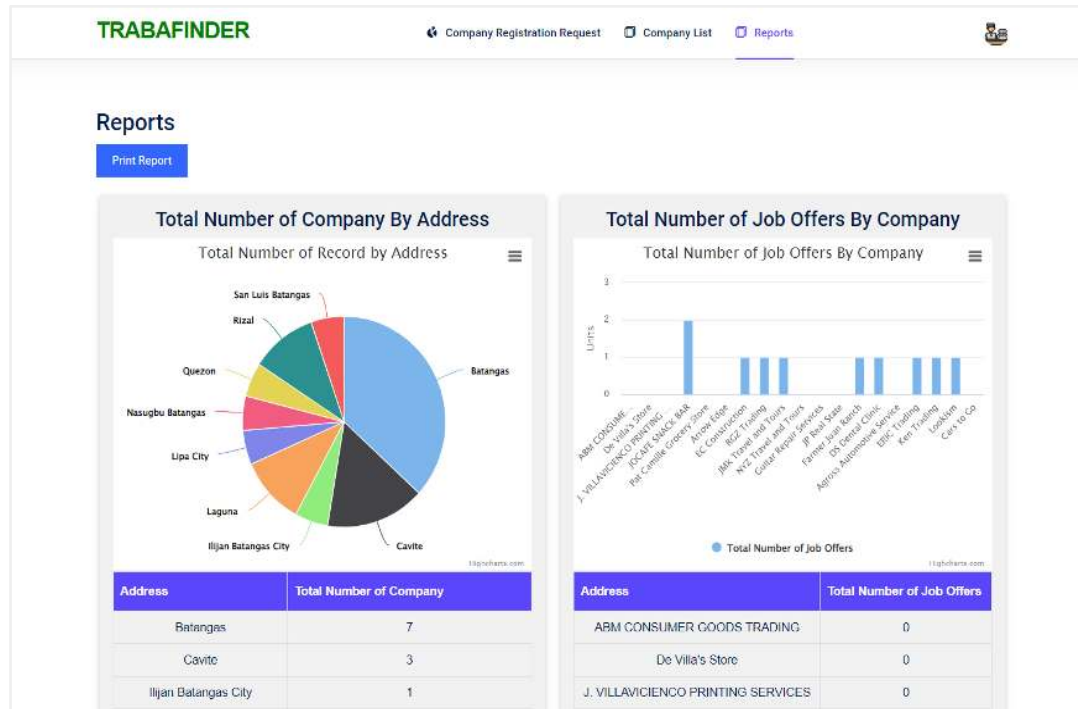 TRABAFINDER
Company Registration Request
Company List
Reports
Reports
Print Report
Total Number of Company By Address
Total Number of Record by Address
San Luis Batangas
Rizal
Quezon
Nasugbu Batangas
Lipa City
Laguna
Ilijan Batangas City
Cavite
Batangas
Highcharts.com
Address Total Number of Company
Batangas 7
Cavite 3
Ilijan Batangas City 1
Total Number of Job Offers By Company
Total Number of Job Offers By Company
Units
3
2
1
0
ABM CONSUME...
De Villa's Store
J. VILLAVICIENCO PRINTING
JOCAFE SNACK BAR
Pat Camille Grocery Store
Arrow Edge
EC Construction
RGZ Trading
JMK Travel and Tours
NYZ Travel and Tours
Guitar Repair Services
JP Real State
Farmer Juan Ranch
DS Dental Clinic
Agross Automotive Service
Trading
Ken Trading
Lookism
Cars to Go
Total Number of Job Offers
Highcharts.com
Address Total Number of Job Offers
ABM CONSUMER GOODS TRADING 0
De Villa's Store 0
J. VILLAVICIENCO PRINTING SERVICES 0